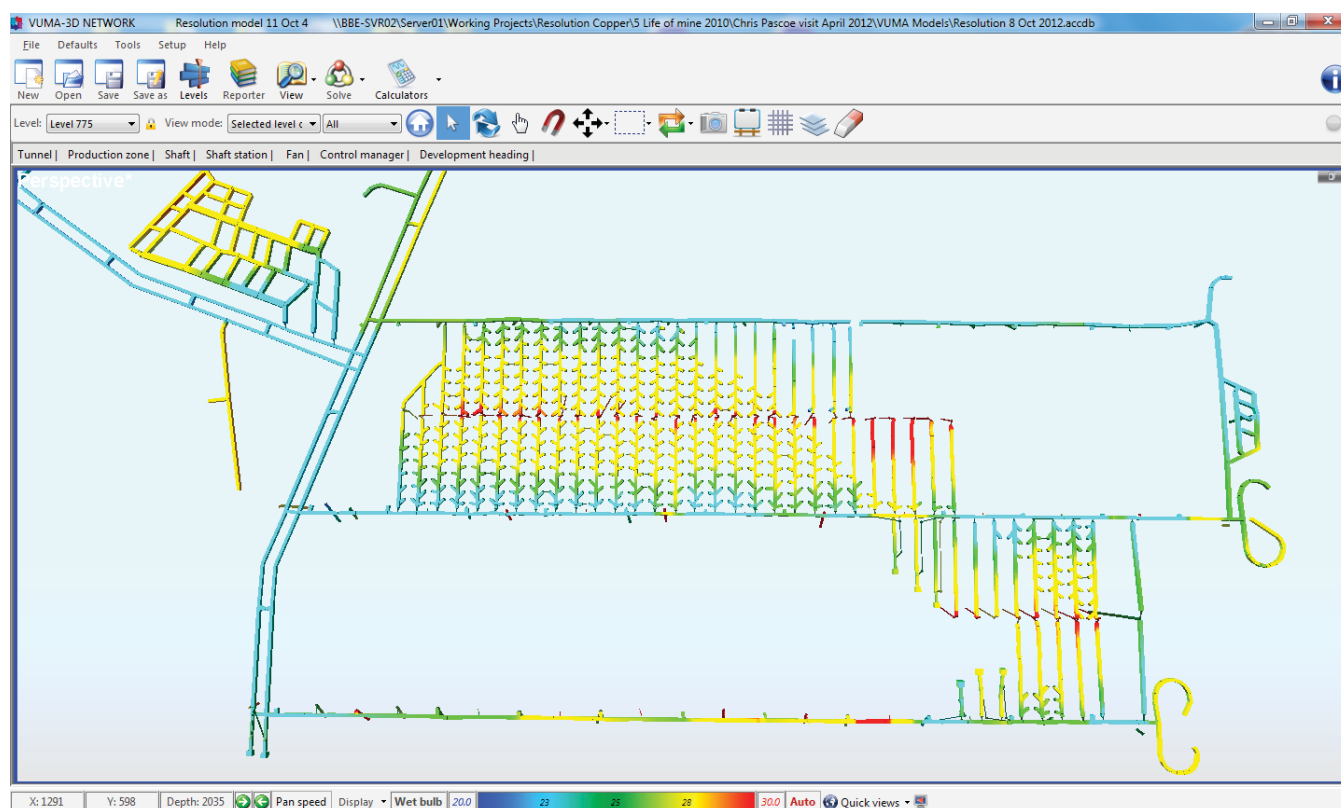 VUMA-3D NETWORK Resolution model 11 Oct 4 \\BBE-SVR02\Server01\Working Projects\Resolution Copper\5 Life of mine 2010\Chris Pascoe visit April 2012\VUMA Models\Resolution 8 Oct 2012.accdb
File Defaults Tools Setup Help
New Open Save Save as Levels Reporter View Solve Calculators
Level: Level 775 View mode: Selected level c All
Tunnel | Production zone | Shaft | Shaft station | Fan | Control manager | Development heading |
Perspective*
X: 1291 Y: 598 Depth: 2035 Pan speed Display Wet bulb 20.0 23 25 28 30.0 Auto Quick views